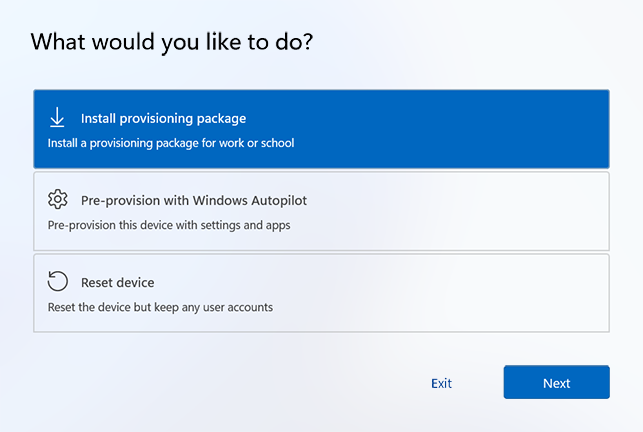 What would you like to do?
Install provisioning package
Install a provisioning package for work or school
Pre-provision with Windows Autopilot
Pre-provision this device with settings and apps
Reset device
Reset the device but keep any user accounts
Exit
Next